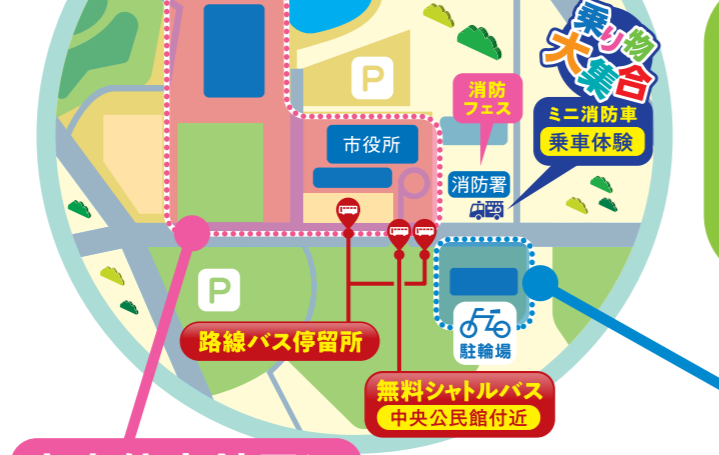 乗り物
大集合
P
消防
フェス
ミニ消防車
乗車体験
市役所
消防署
P
路線バス停留所
駐輪場
無料シャトルバス
中央公民館付近